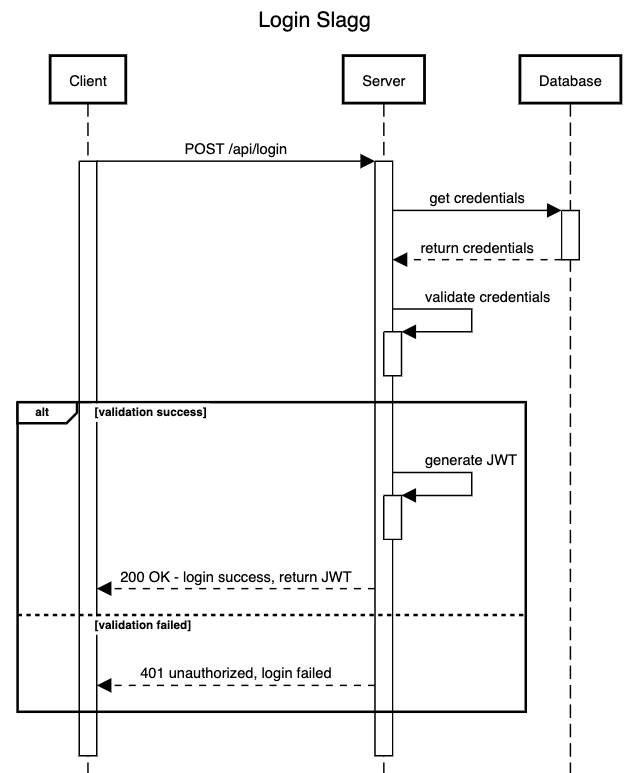 Login Slagg
Client
Server
Database
POST /api/login
get credentials
return credentials
validate credentials
alt
[validation success]
generate JWT
200 OK - login success, return JWT
[validation failed]
401 unauthorized, login failed